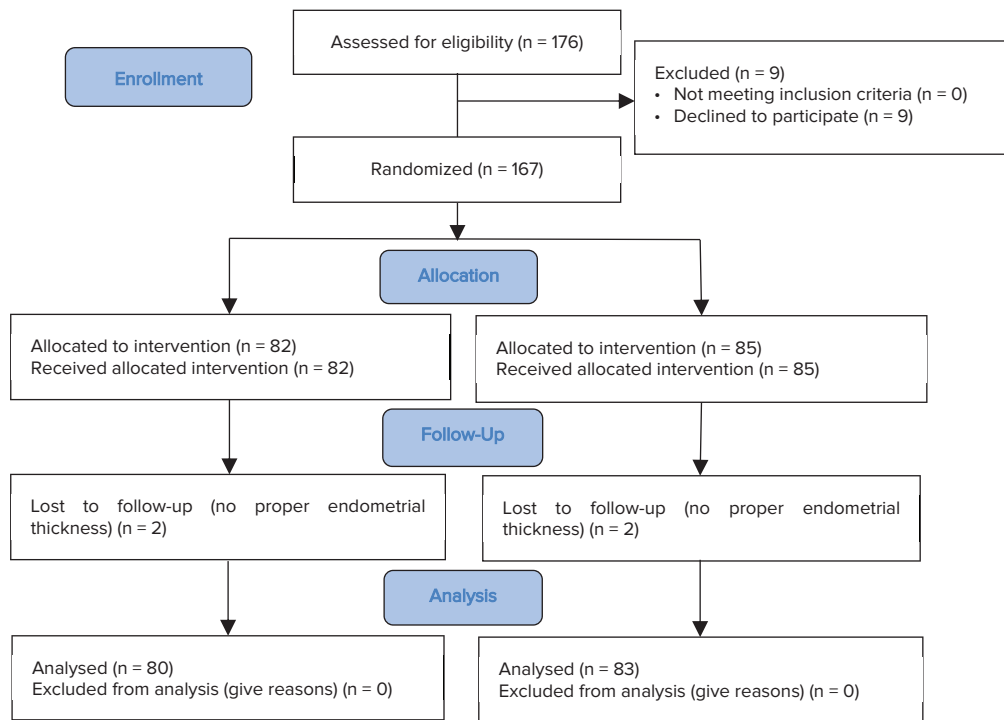 Assessed for eligibility (n = 176)
Enrollment
Excluded (n = 9)
• Not meeting inclusion criteria (n = 0)
• Declined to participate (n = 9)
Randomized (n = 167)
Allocation
Allocated to intervention (n = 82)
Received allocated intervention (n = 82)
Allocated to intervention (n = 85)
Received allocated intervention (n = 85)
Follow-Up
Lost to follow-up (no proper endometrial
thickness) (n = 2)
Lost to follow-up (no proper endometrial
thickness) (n = 2)
Analysis
Analysed (n = 80)
Excluded from analysis (give reasons) (n = 0)
Analysed (n = 83)
Excluded from analysis (give reasons) (n = 0)